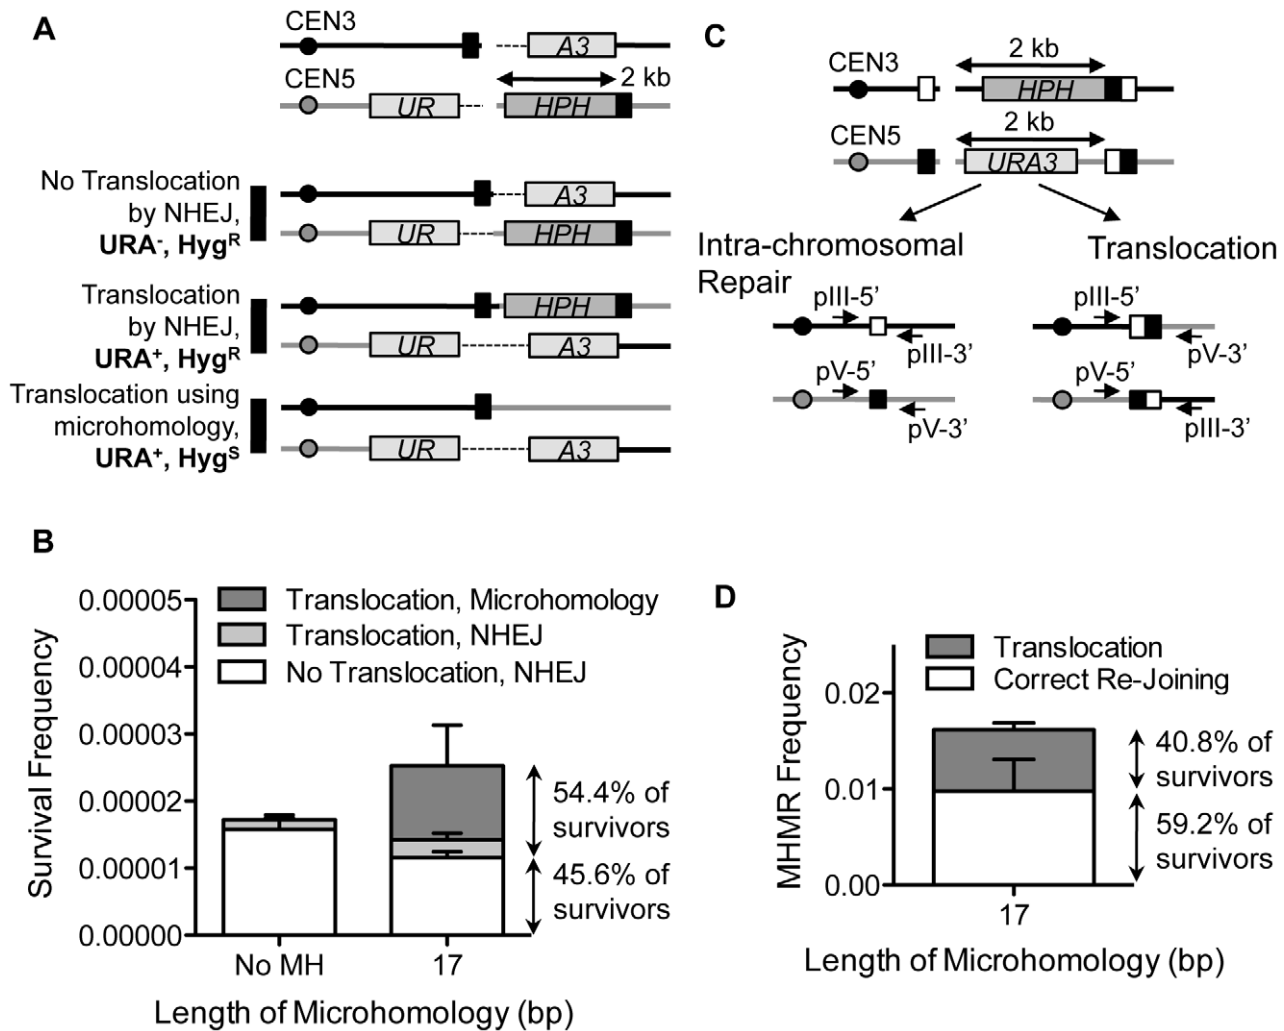 A
CEN3
A3
CEN5
2 kb
UR
HPH
No Translocation
by NHEJ,
URA-, HygR
A3
UR
HPH
Translocation
by NHEJ,
URA+, HygR
HPH
UR
A3
Translocation using
microhomology,
URA+, HygS
UR
A3
B
Survival Frequency
0.00005
0.00004
0.00003
0.00002
0.00001
0.00000
Translocation, Microhomology
Translocation, NHEJ
No Translocation, NHEJ
54.4% of
survivors
45.6% of
survivors
No MH
17
Length of Microhomology (bp)
C
2 kb
CEN3
HPH
2 kb
CEN5
URA3
Intra-chromosomal
Repair
pIII-5'
pIII-3'
pV-5'
pV-3'
Translocation
pIII-5'
pV-3'
pV-5'
pIII-3'
D
MHMR Frequency
0.02
0.01
0.00
Translocation
Correct Re-Joining
40.8% of
survivors
59.2% of
survivors
17
Length of Microhomology (bp)